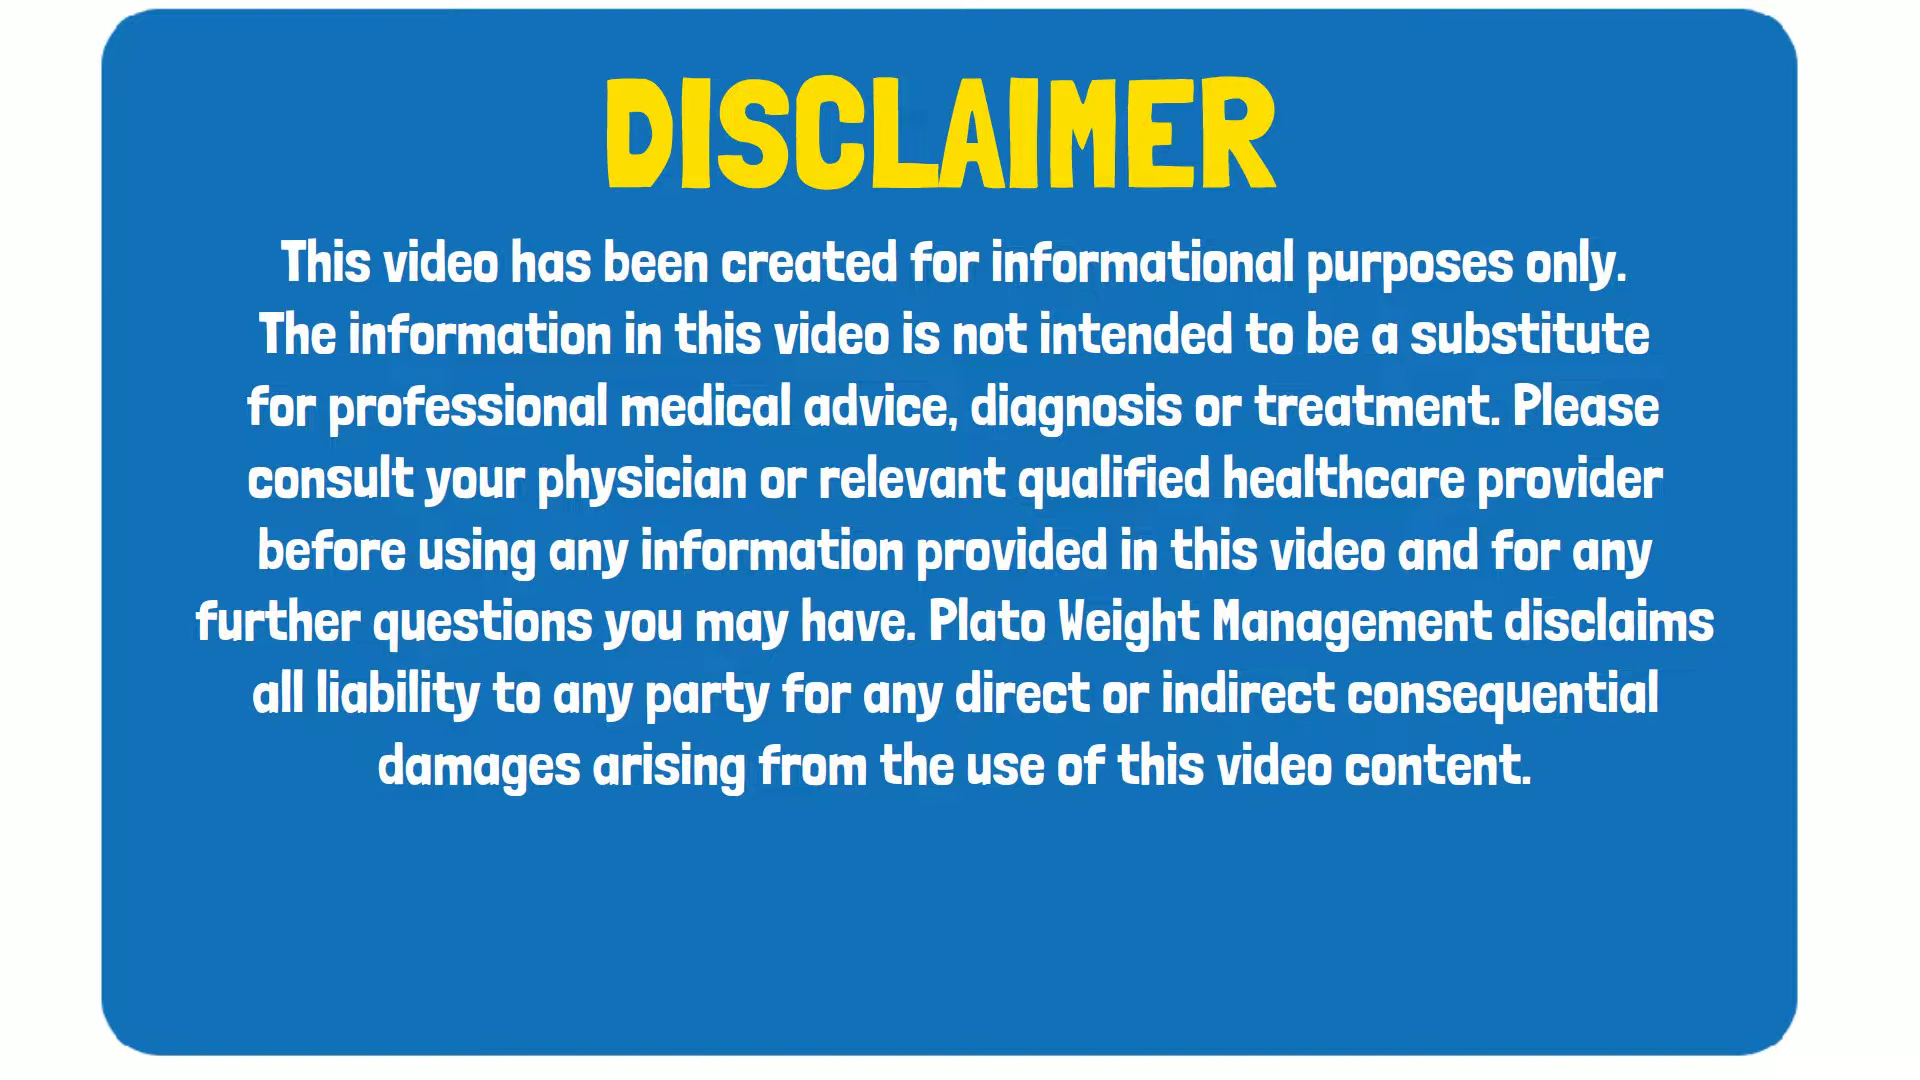 DISCLAIMER
This video has been created for informational purposes only.
The information in this video is not intended to be a substitute
for professional medical advice, diagnosis or treatment. Please
consult your physician or relevant qualified healthcare provider
before using any information provided in this video and for any
further questions you may have. Plato Weight Management disclaims
all liability to any party for any direct or indirect consequential
damages arising from the use of this video content.